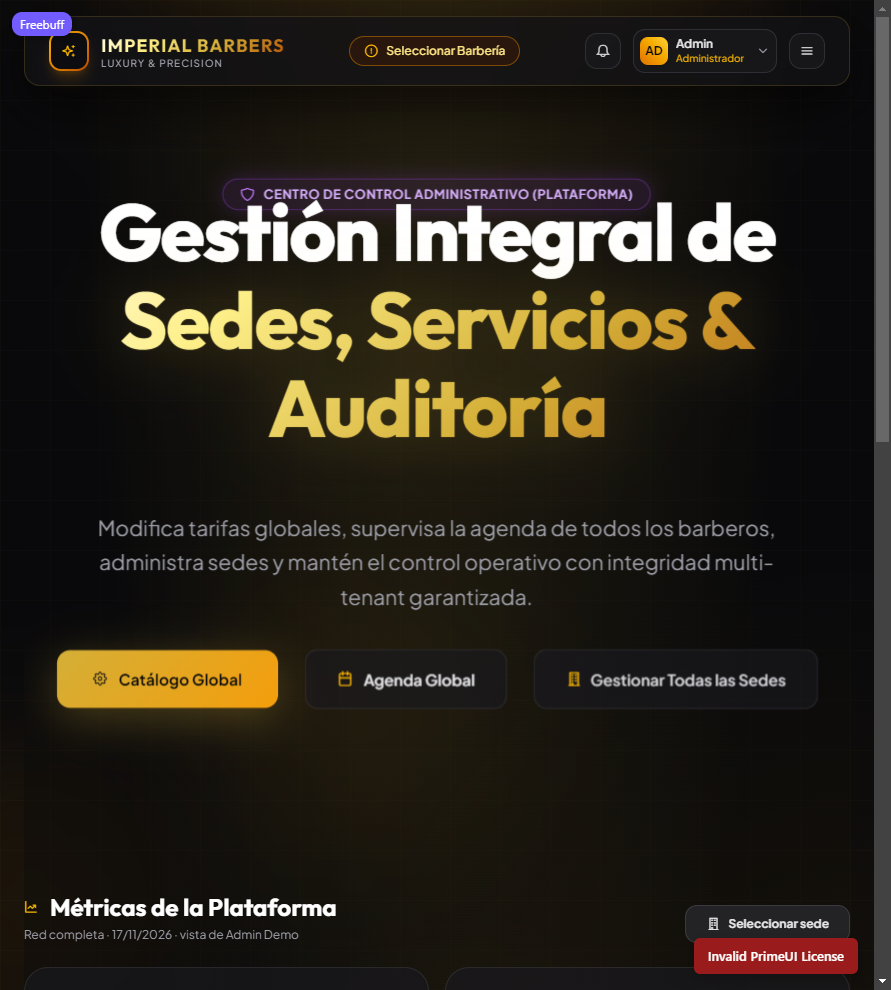 Freebuff
IMPERIAL BARBERS
LUXURY & PRECISION
Seleccionar Barbería
AD
Admin
Administrador
CENTRO DE CONTROL ADMINISTRATIVO (PLATAFORMA)
Gestión Integral de
Sedes, Servicios &
Auditoría
Modifica tarifas globales, supervisa la agenda de todos los barberos,
administra sedes y mantén el control operativo con integridad multi-
tenant garantizada.
Catálogo Global
Agenda Global
Gestionar Todas las Sedes
Métricas de la Plataforma
Red completa · 17/11/2026 · vista de Admin Demo
Seleccionar sede
Invalid PrimeUI License